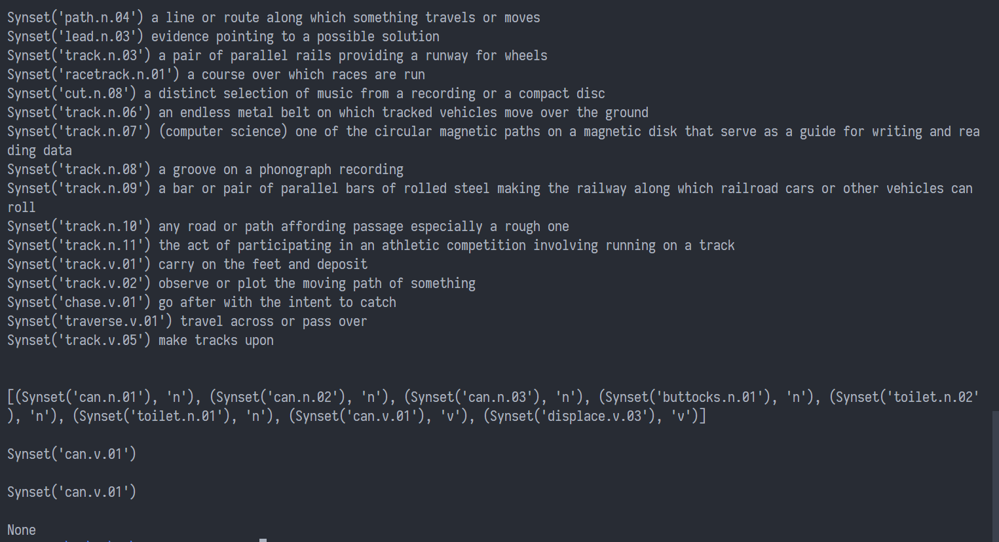 Synset('path.n.04') a line or route along which something travels or moves
Synset('lead.n.03') evidence pointing to a possible solution
Synset('track.n.03') a pair of parallel rails providing a runway for wheels
Synset('racetrack.n.01') a course over which races are run
Synset('cut.n.08') a distinct selection of music from a recording or a compact disc
Synset('track.n.06') an endless metal belt on which tracked vehicles move over the ground
Synset('track.n.07') (computer science) one of the circular magnetic paths on a magnetic disk that serve as a guide for writing and rea
ding data
Synset('track.n.08') a groove on a phonograph recording
Synset('track.n.09') a bar or pair of parallel bars of rolled steel making the railway along which railroad cars or other vehicles can
roll
Synset('track.n.10') any road or path affording passage especially a rough one
Synset('track.n.11') the act of participating in an athletic competition involving running on a track
Synset('track.v.01') carry on the feet and deposit
Synset('track.v.02') observe or plot the moving path of something
Synset('chase.v.01') go after with the intent to catch
Synset('traverse.v.01') travel across or pass over
Synset('track.v.05') make tracks upon
[(Synset('can.n.01'), 'n'), (Synset('can.n.02'), 'n'), (Synset('can.n.03'), 'n'), (Synset('buttocks.n.01'), 'n'), (Synset('toilet.n.02'
), 'n'), (Synset('toilet.n.01'), 'n'), (Synset('can.v.01'), 'v'), (Synset('displace.v.03'), 'v')]
Synset('can.v.01')
Synset('can.v.01')
None